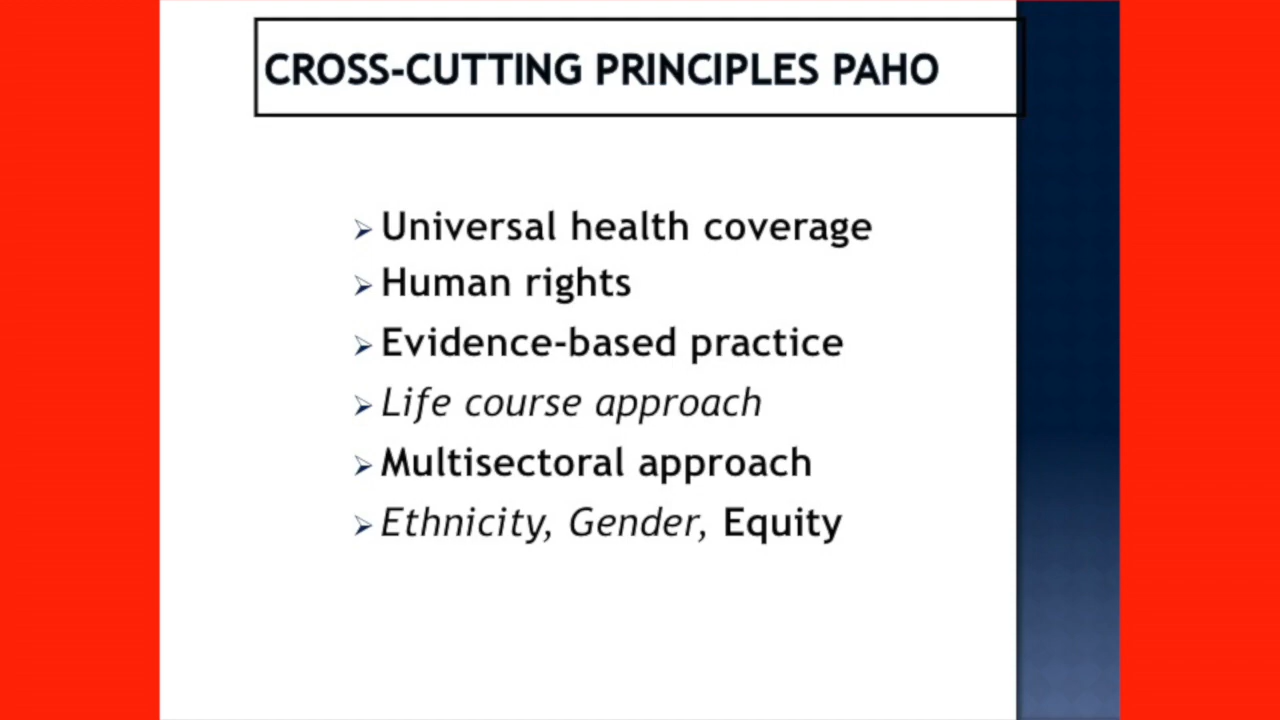 CROSS-CUTTING PRINCIPLES PAHO
Universal health coverage
Human rights
Evidence-based practice
Life course approach
Multisectoral approach
Ethnicity, Gender, Equity